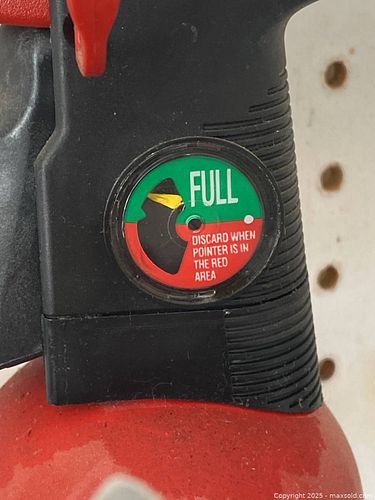 FULL
DISCARD WHEN
POINTER IS IN
THE RED
AREA
Copyright 2025 - maxsold.com